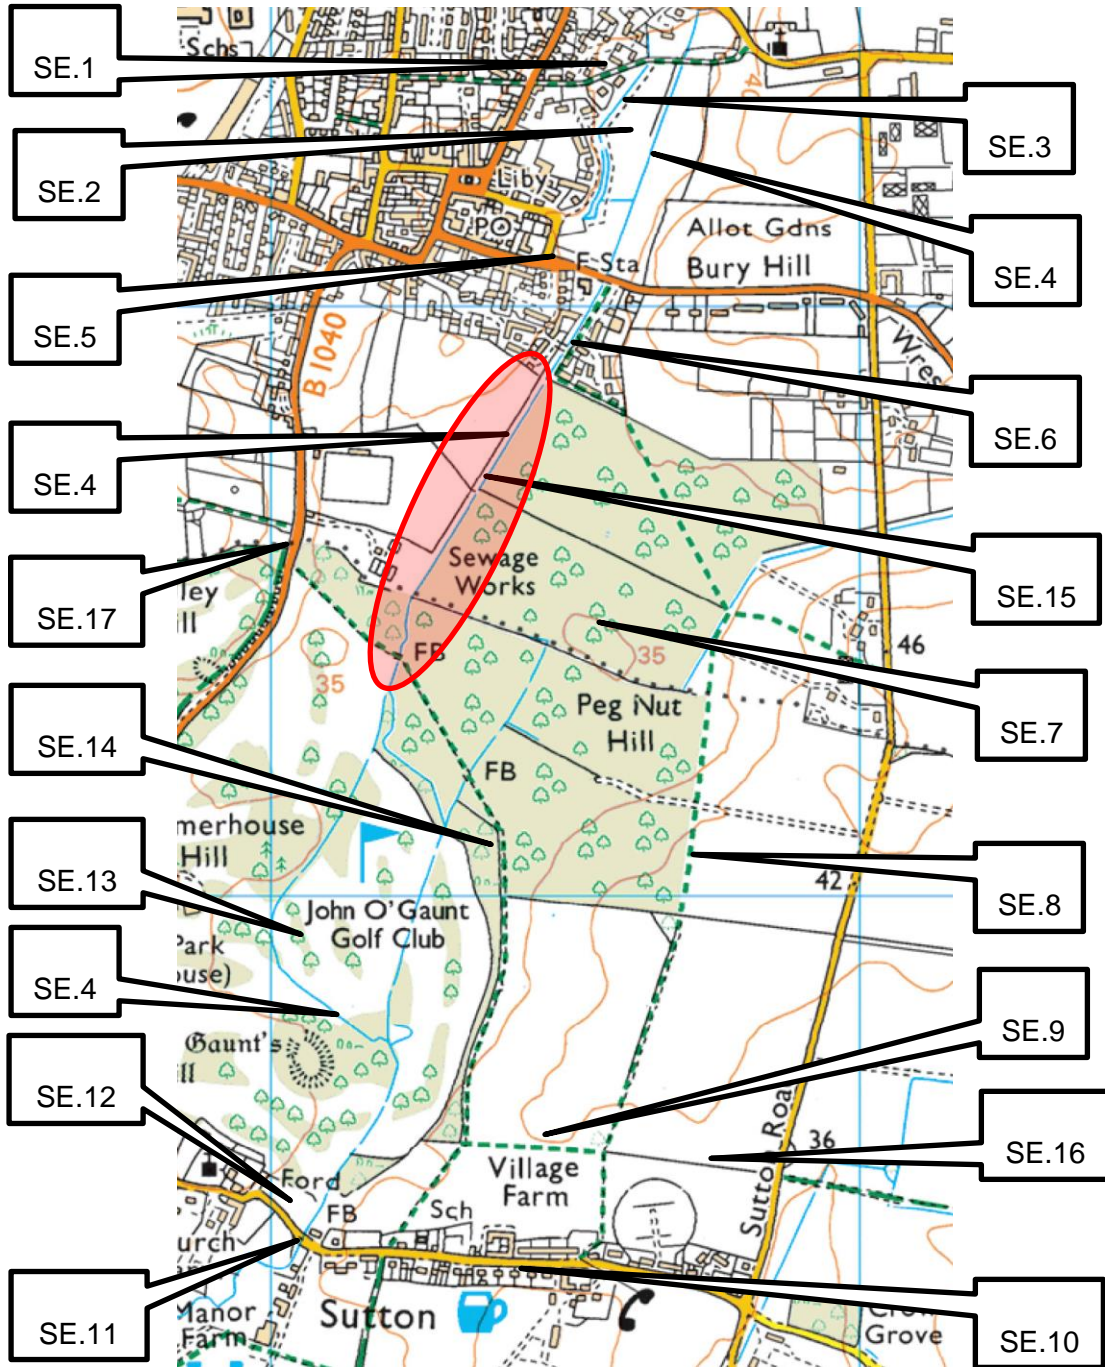 SE.1
Schs
40
SE.3
SE.2
Liby
PO
Allot Gdns
Bury Hill
SE.4
F Sta
SE.5
B 1040
Wres
SE.6
SE.4
Sewage
Works
SE.15
ley
ll
SE.17
FB
35
35
46
Peg Nut
Hill
SE.7
SE.14
FB
merhouse
Hill
SE.13
42
John O'Gaunt
Golf Club
SE.8
Park
ouse)
SE.4
SE.9
Gaunt's
ll
SE.12
36
SE.16
Village
Farm
Ford
Sutton Road
FB
Sch
urch
SE.11
Manor
Farm
Sutton
Grove
SE.10